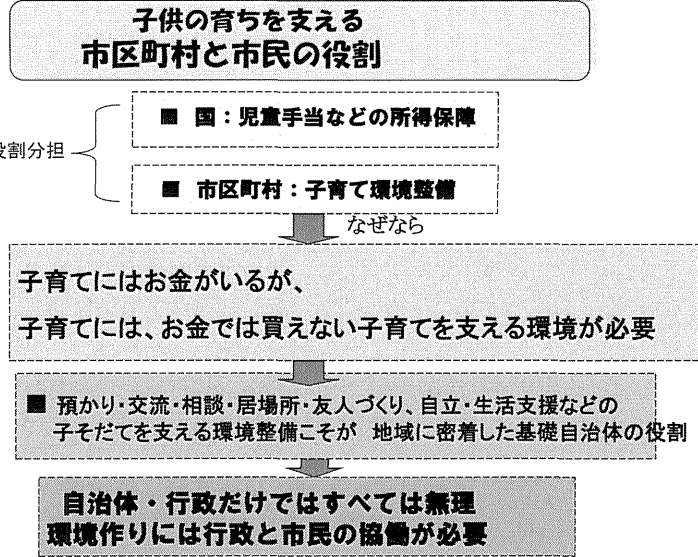 子供の育ちを支える
市区町村と市民の役割
■ 国：児童手当などの所得保障
役割分担
■ 市区町村：子育て環境整備
なぜなら
子育てにはお金がいるが、
子育てには、お金では買えない子育てを支える環境が必要
■ 預かり・交流・相談・居場所・友人づくり、自立・生活支援などの
子そだてを支える環境整備こそが 地域に密着した基礎自治体の役割
自治体・行政だけではすべては無理
環境作りには行政と市民の協働が必要